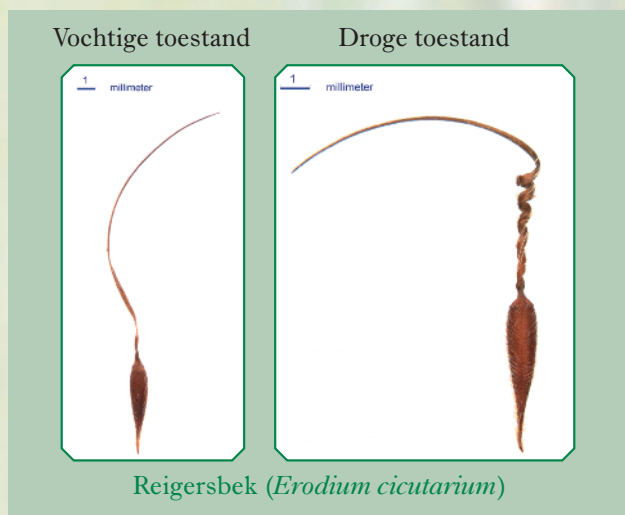 Vochtige toestand
Droge toestand
1
millimeter
1
millimeter
Reigersbek (Erodium cicutarium)